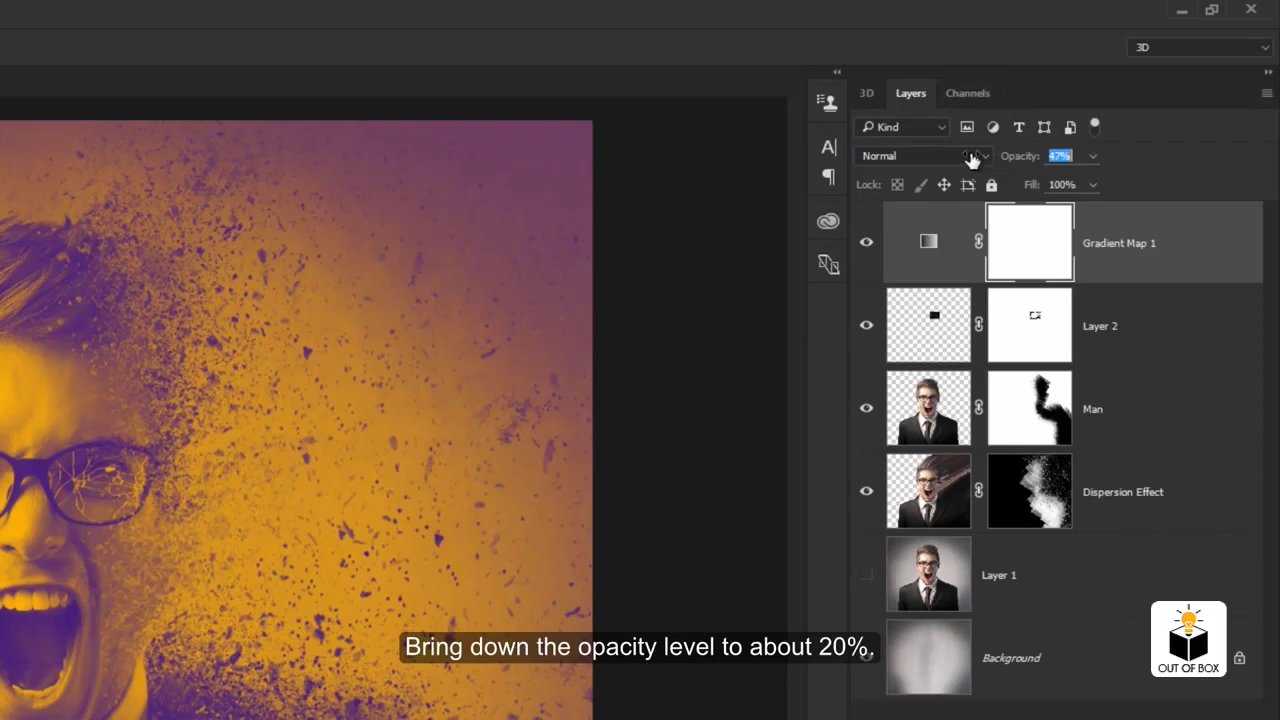 3D
3D Layers Channels
Kind T
Normal Opacity: 47%
A
Lock: Fill: 100%
Gradient Map 1
Layer 2
Man
Dispersion Effect
Layer 1
Bring down the opacity level to about 20%.
Background
OUT OF BOX